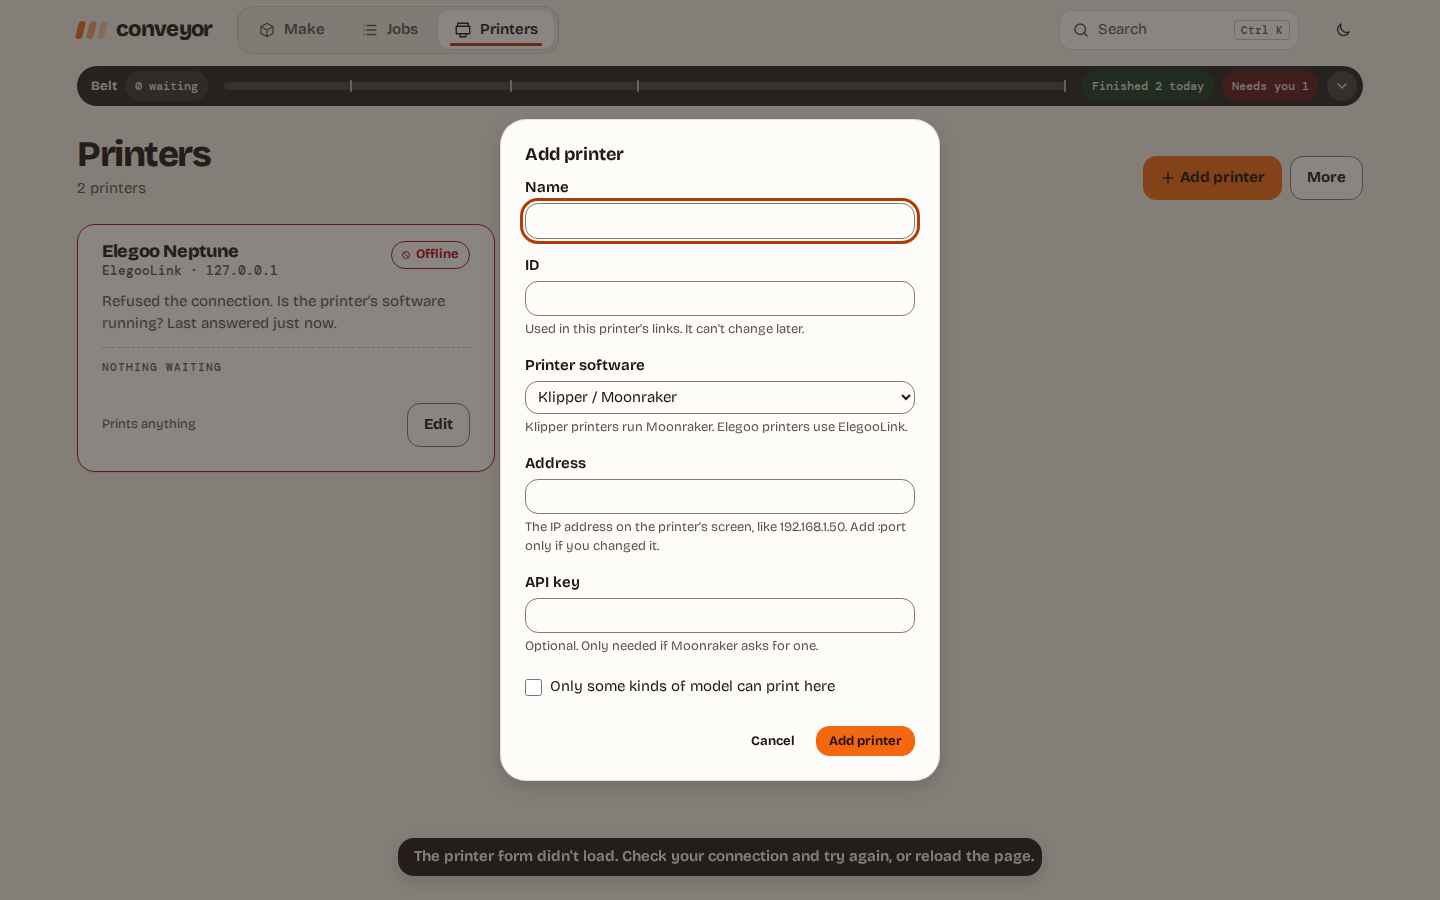 conveyor
Make
Jobs
Printers
Search
Ctrl K
Belt
0 waiting
Finished 2 today
Needs you 1
Printers
2 printers
+ Add printer
More
Elegoo Neptune
Offline
ElegooLink · 127.0.0.1
Refused the connection. Is the printer's software
running? Last answered just now.
NOTHING WAITING
Prints anything
Edit
Add printer
Name
ID
Used in this printer's links. It can't change later.
Printer software
Klipper / Moonraker
Klipper printers run Moonraker. Elegoo printers use ElegooLink.
Address
The IP address on the printer's screen, like 192.168.1.50. Add :port
only if you changed it.
API key
Optional. Only needed if Moonraker asks for one.
Only some kinds of model can print here
Cancel
Add printer
The printer form didn't load. Check your connection and try again, or reload the page.